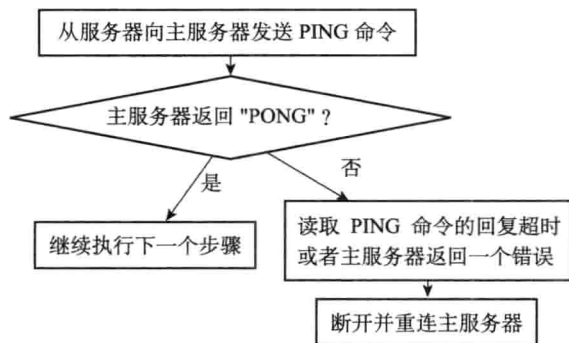 从服务器向主服务器发送 PING 命令
主服务器返回 "PONG" ?
是
否
继续执行下一个步骤
读取 PING 命令的回复超时
或者主服务器返回一个错误
断开并重连主服务器